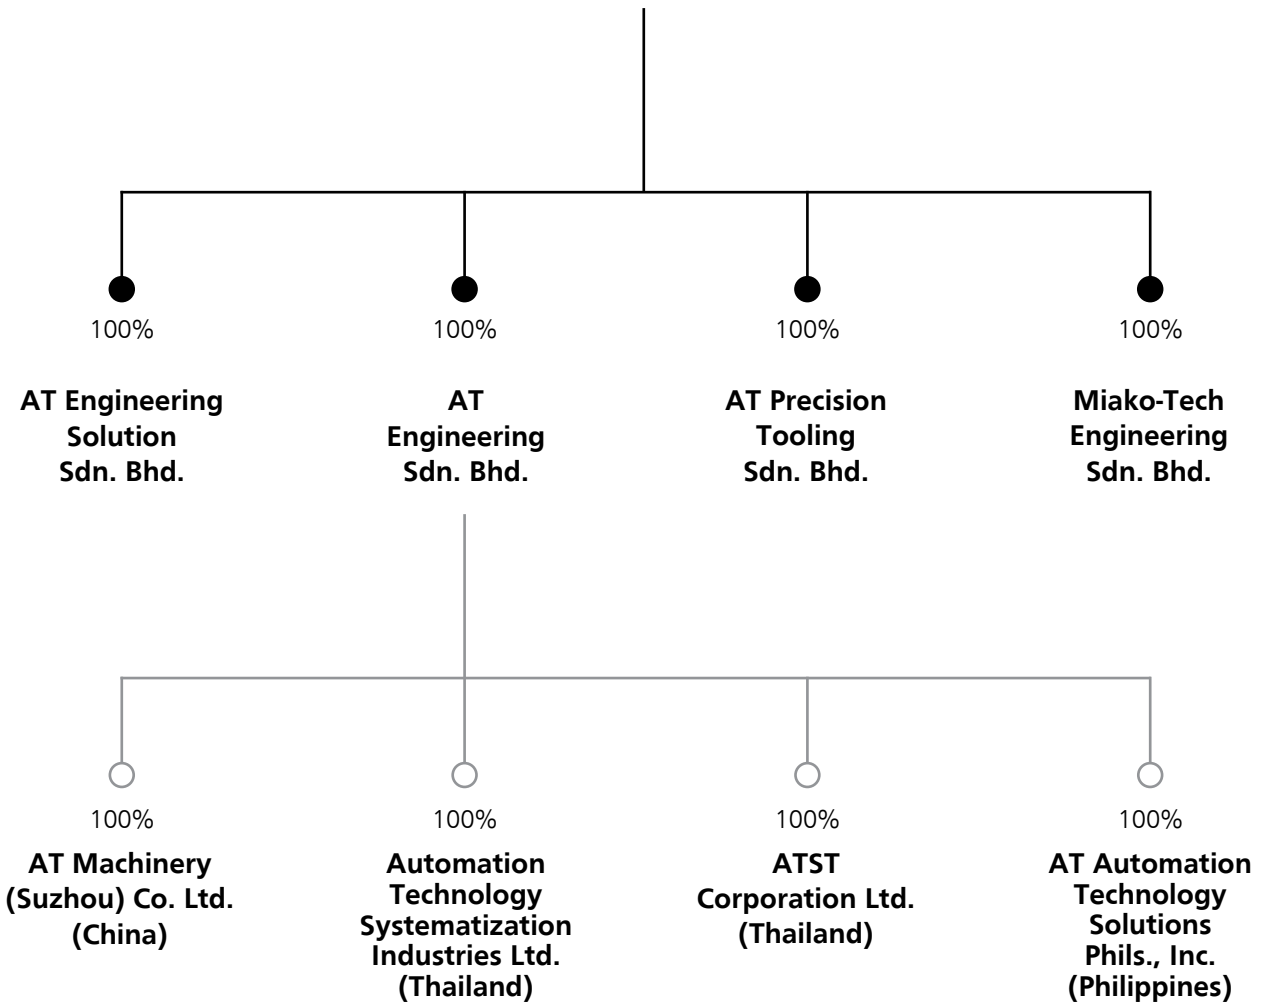 100%
AT Engineering
Solution
Sdn. Bhd.
100%
AT
Engineering
Sdn. Bhd.
100%
AT Precision
Tooling
Sdn. Bhd.
100%
Miako-Tech
Engineering
Sdn. Bhd.
100%
AT Machinery
(Suzhou) Co. Ltd.
(China)
100%
Automation
Technology
Systematization
Industries Ltd.
(Thailand)
100%
ATST
Corporation Ltd.
(Thailand)
100%
AT Automation
Technology
Solutions
Phils., Inc.
(Philippines)